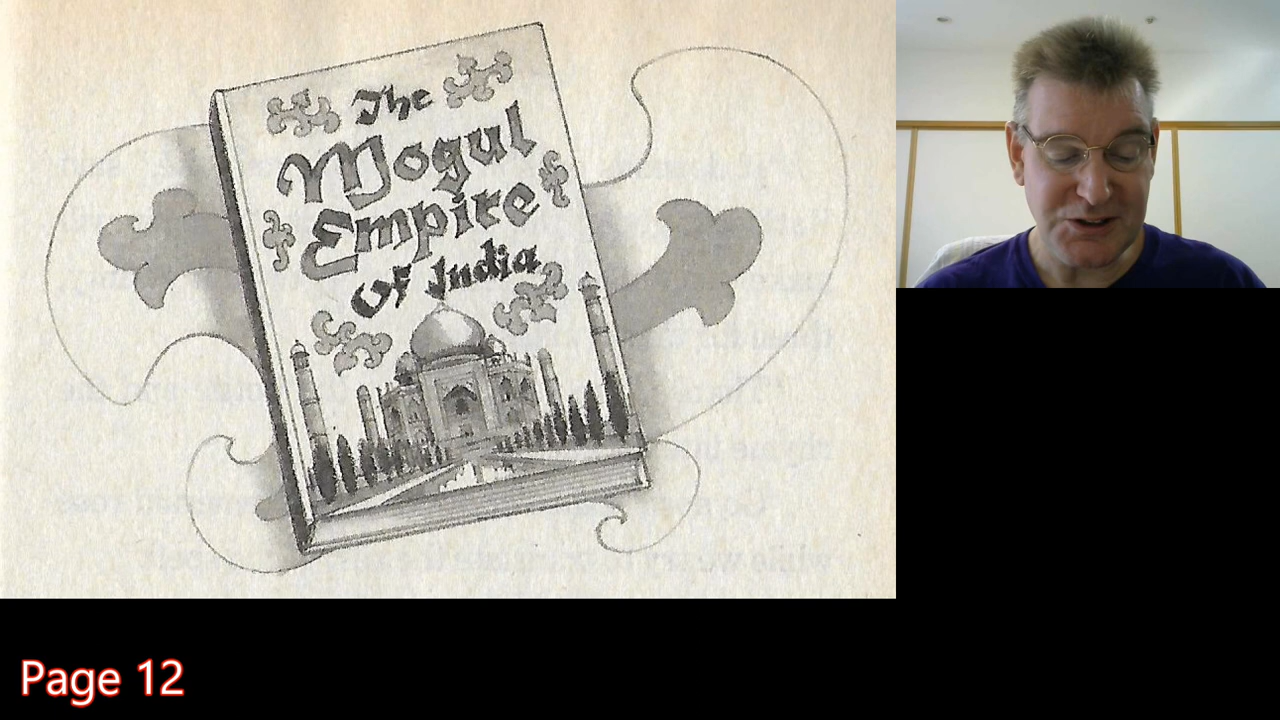 The
Mogul
Empire
of India
Page 12